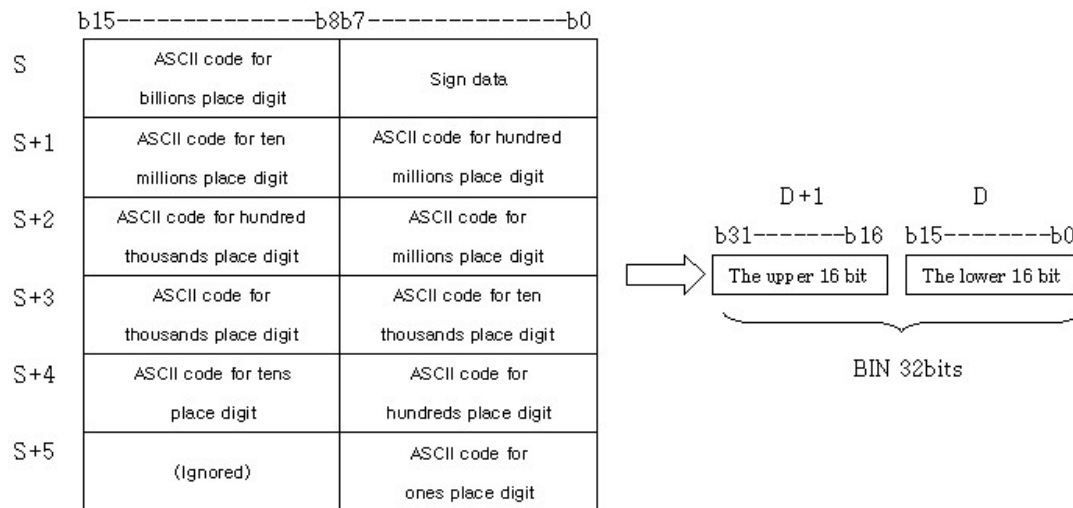 b15---------------b8b7---------------b0
S
ASCII code for
billions place digit
Sign data
S+1
ASCII code for ten
millions place digit
ASCII code for hundred
millions place digit
S+2
ASCII code for hundred
thousands place digit
ASCII code for
millions place digit
S+3
ASCII code for
thousands place digit
ASCII code for ten
thousands place digit
S+4
ASCII code for tens
place digit
ASCII code for
hundreds place digit
S+5
(Ignored)
ASCII code for
ones place digit
D+1
D
b31--------b16
b15--------b0
The upper 16 bit
The lower 16 bit
BIN 32bits